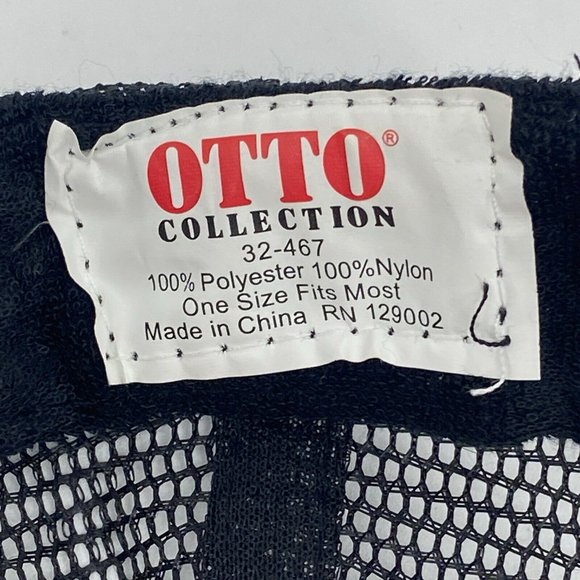 OTTO®
COLLECTION
32-467
100% Polyester 100%Nylon
One Size Fits Most
Made in China RN 129002